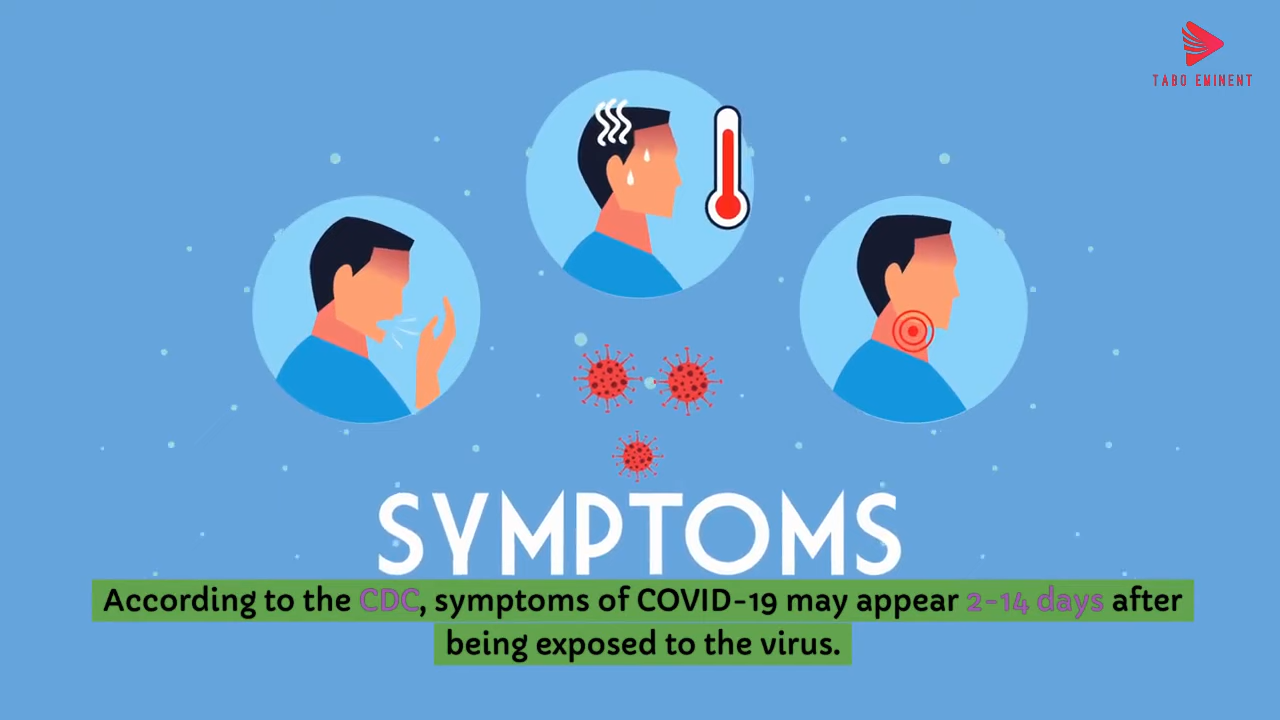 TABO EMINENT
SYMPTOMS
According to the CDC, symptoms of COVID-19 may appear 2-14 days after
being exposed to the virus.